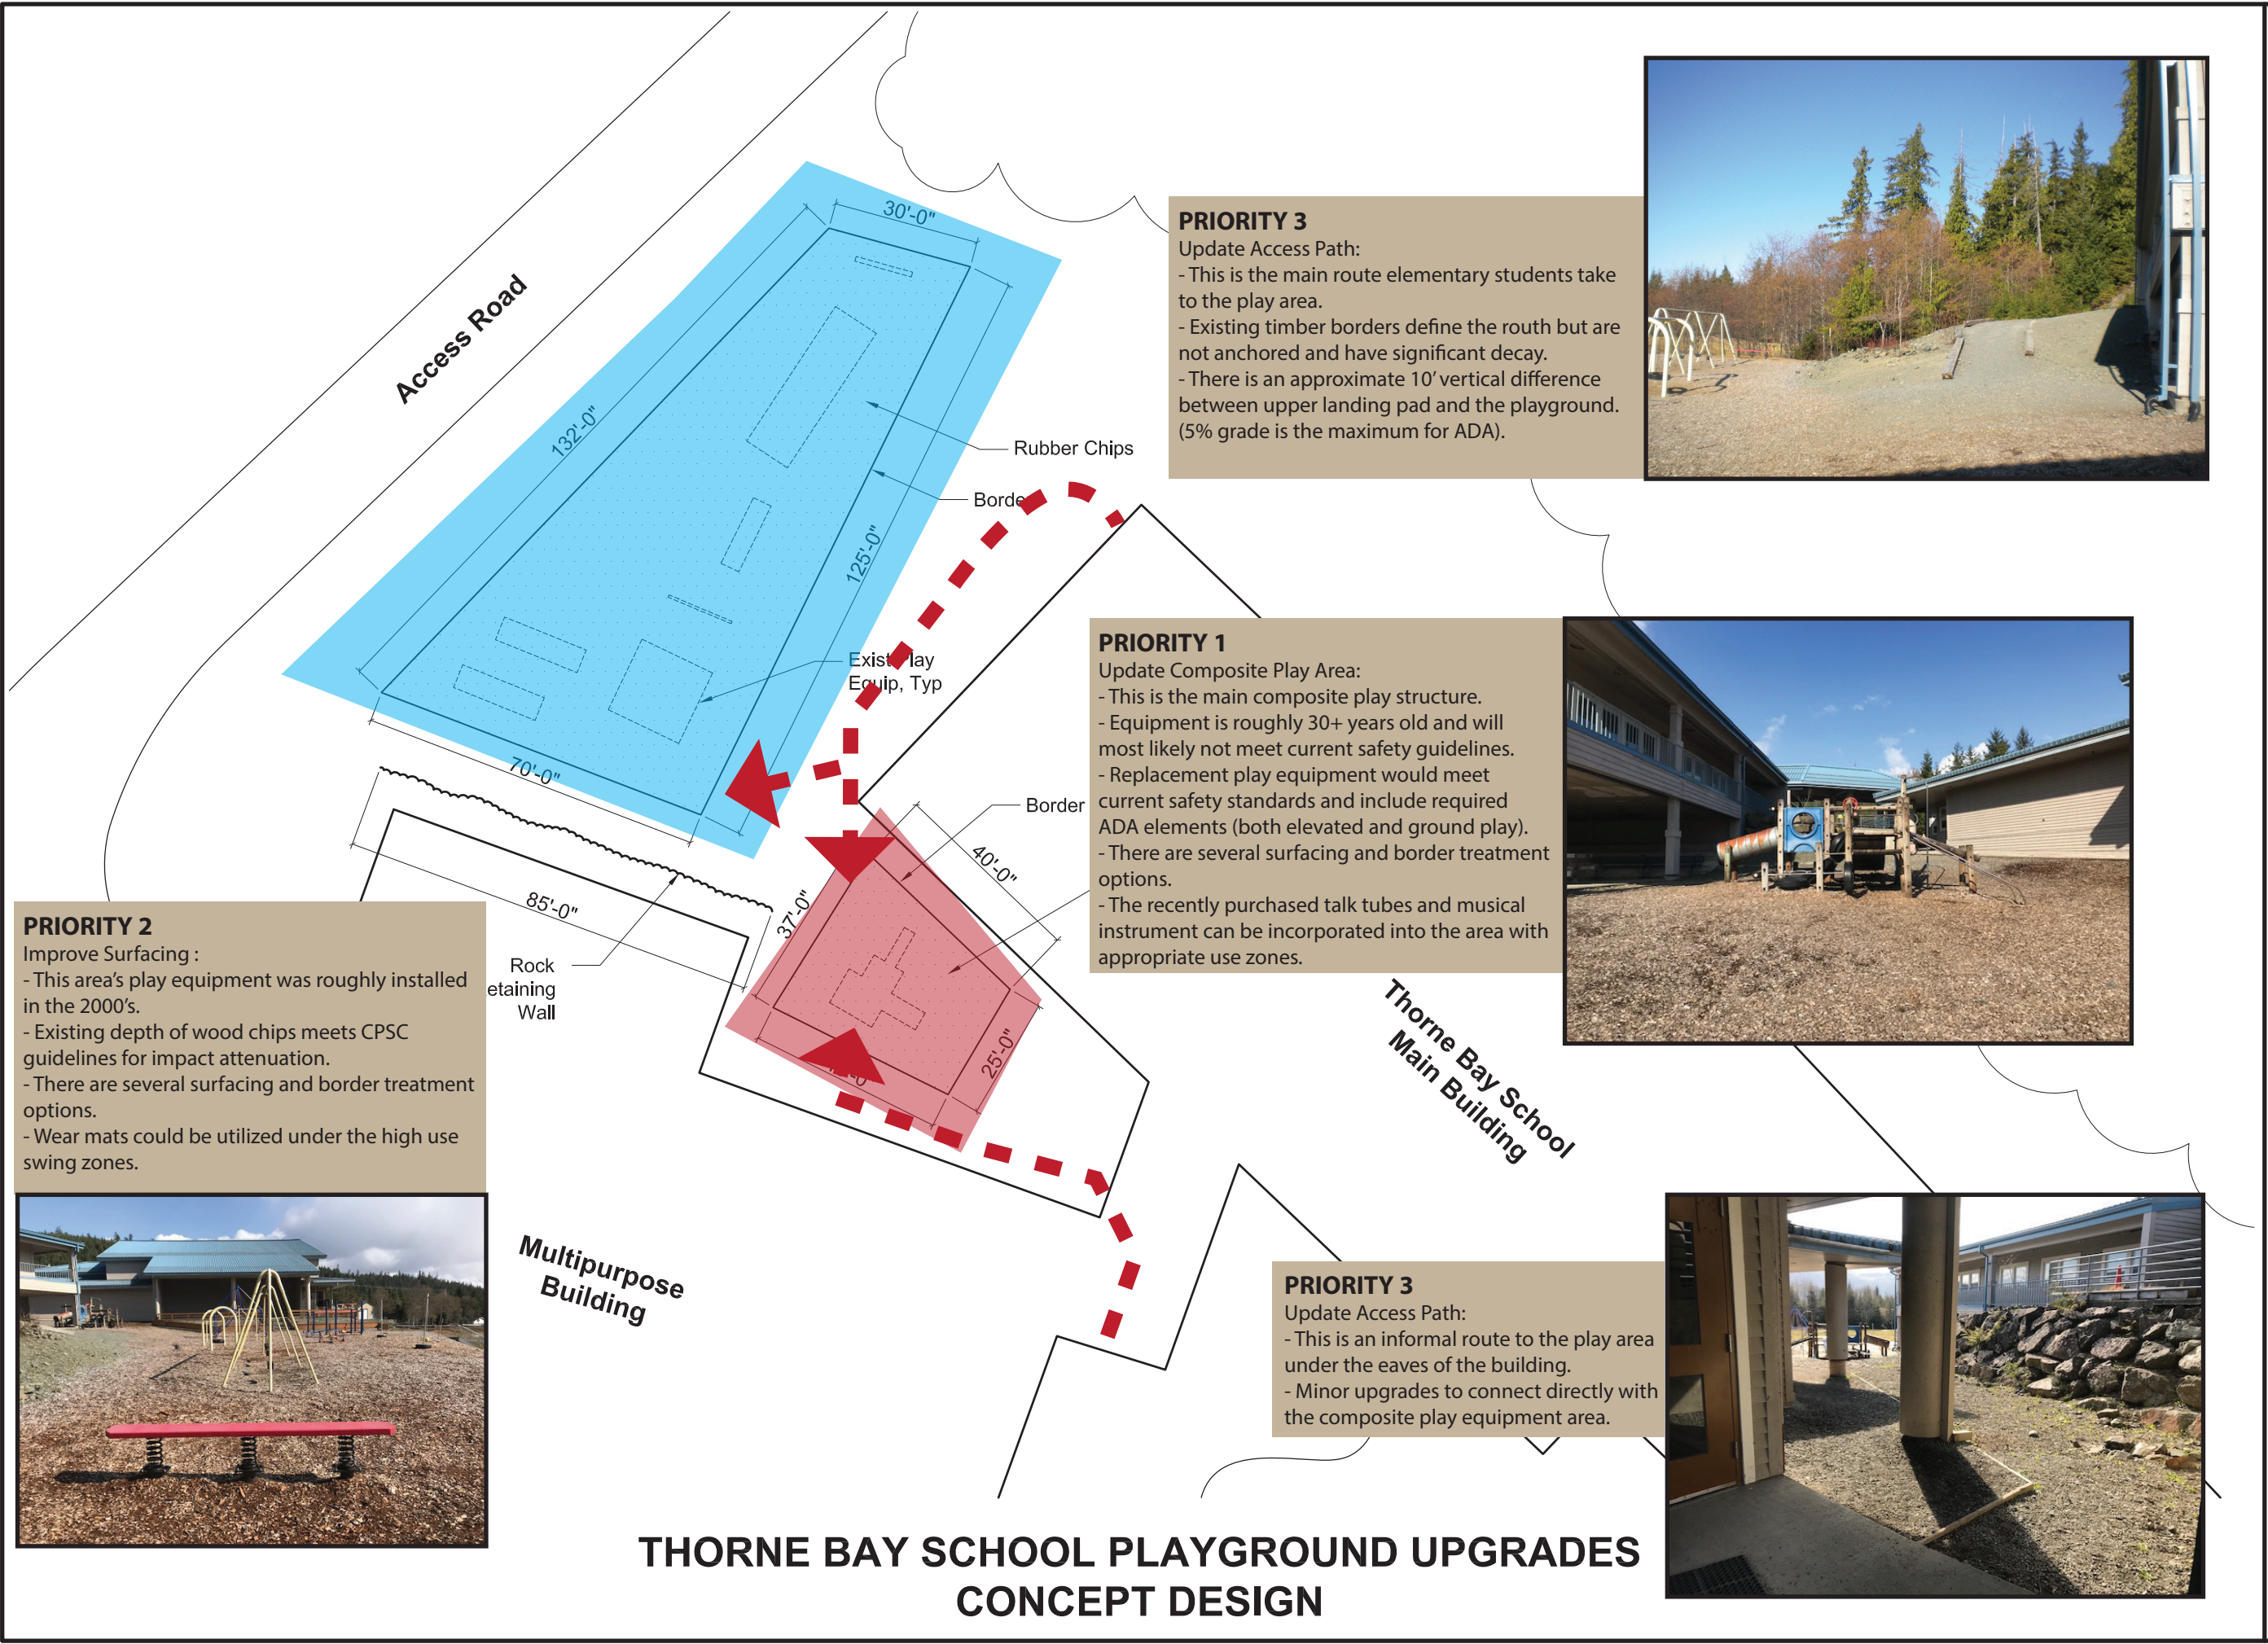 30'-0"
Access Road
132'-0"
Rubber Chips
125'-0"
Exist Play
Equip, Typ
70'-0"
Border
40'-0"
37'-0"
85'-0"
Rock
etaining
Wall
25'-0"
PRIORITY 3
Update Access Path:
- This is the main route elementary students take
to the play area.
- Existing timber borders define the routh but are
not anchored and have significant decay.
- There is an approximate 10' vertical difference
between upper landing pad and the playground.
(5% grade is the maximum for ADA).
PRIORITY 1
Update Composite Play Area:
- This is the main composite play structure.
- Equipment is roughly 30+ years old and will
most likely not meet current safety guidelines.
- Replacement play equipment would meet
current safety standards and include required
ADA elements (both elevated and ground play).
- There are several surfacing and border treatment
options.
- The recently purchased talk tubes and musical
instrument can be incorporated into the area with
appropriate use zones.
PRIORITY 2
Improve Surfacing :
- This area's play equipment was roughly installed
in the 2000's.
- Existing depth of wood chips meets CPSC
guidelines for impact attenuation.
- There are several surfacing and border treatment
options.
- Wear mats could be utilized under the high use
swing zones.
Thorne Bay School
Main Building
Multipurpose
Building
PRIORITY 3
Update Access Path:
- This is an informal route to the play area
under the eaves of the building.
- Minor upgrades to connect directly with
the composite play equipment area.
THORNE BAY SCHOOL PLAYGROUND UPGRADES
CONCEPT DESIGN